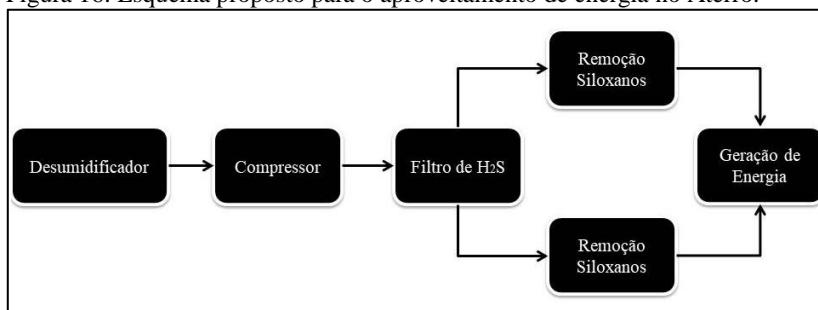 Figura 18. Esquema proposto para o aproveitamento de energia no Aterro.
Remoção
Siloxanos
Desumidificador
Compressor
Filtro de H2S
Geração de
Energia
Remoção
Siloxanos